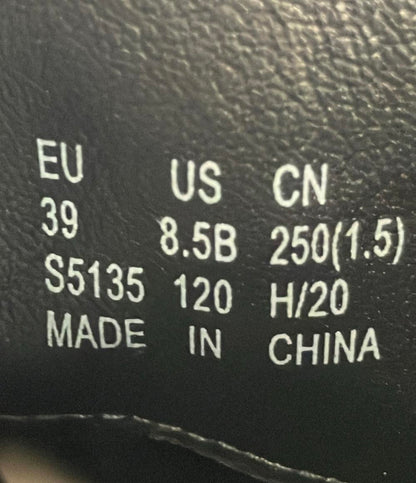 EU US CN
39 8.5B 250(1.5)
S5135 120 H/20
MADE IN CHINA